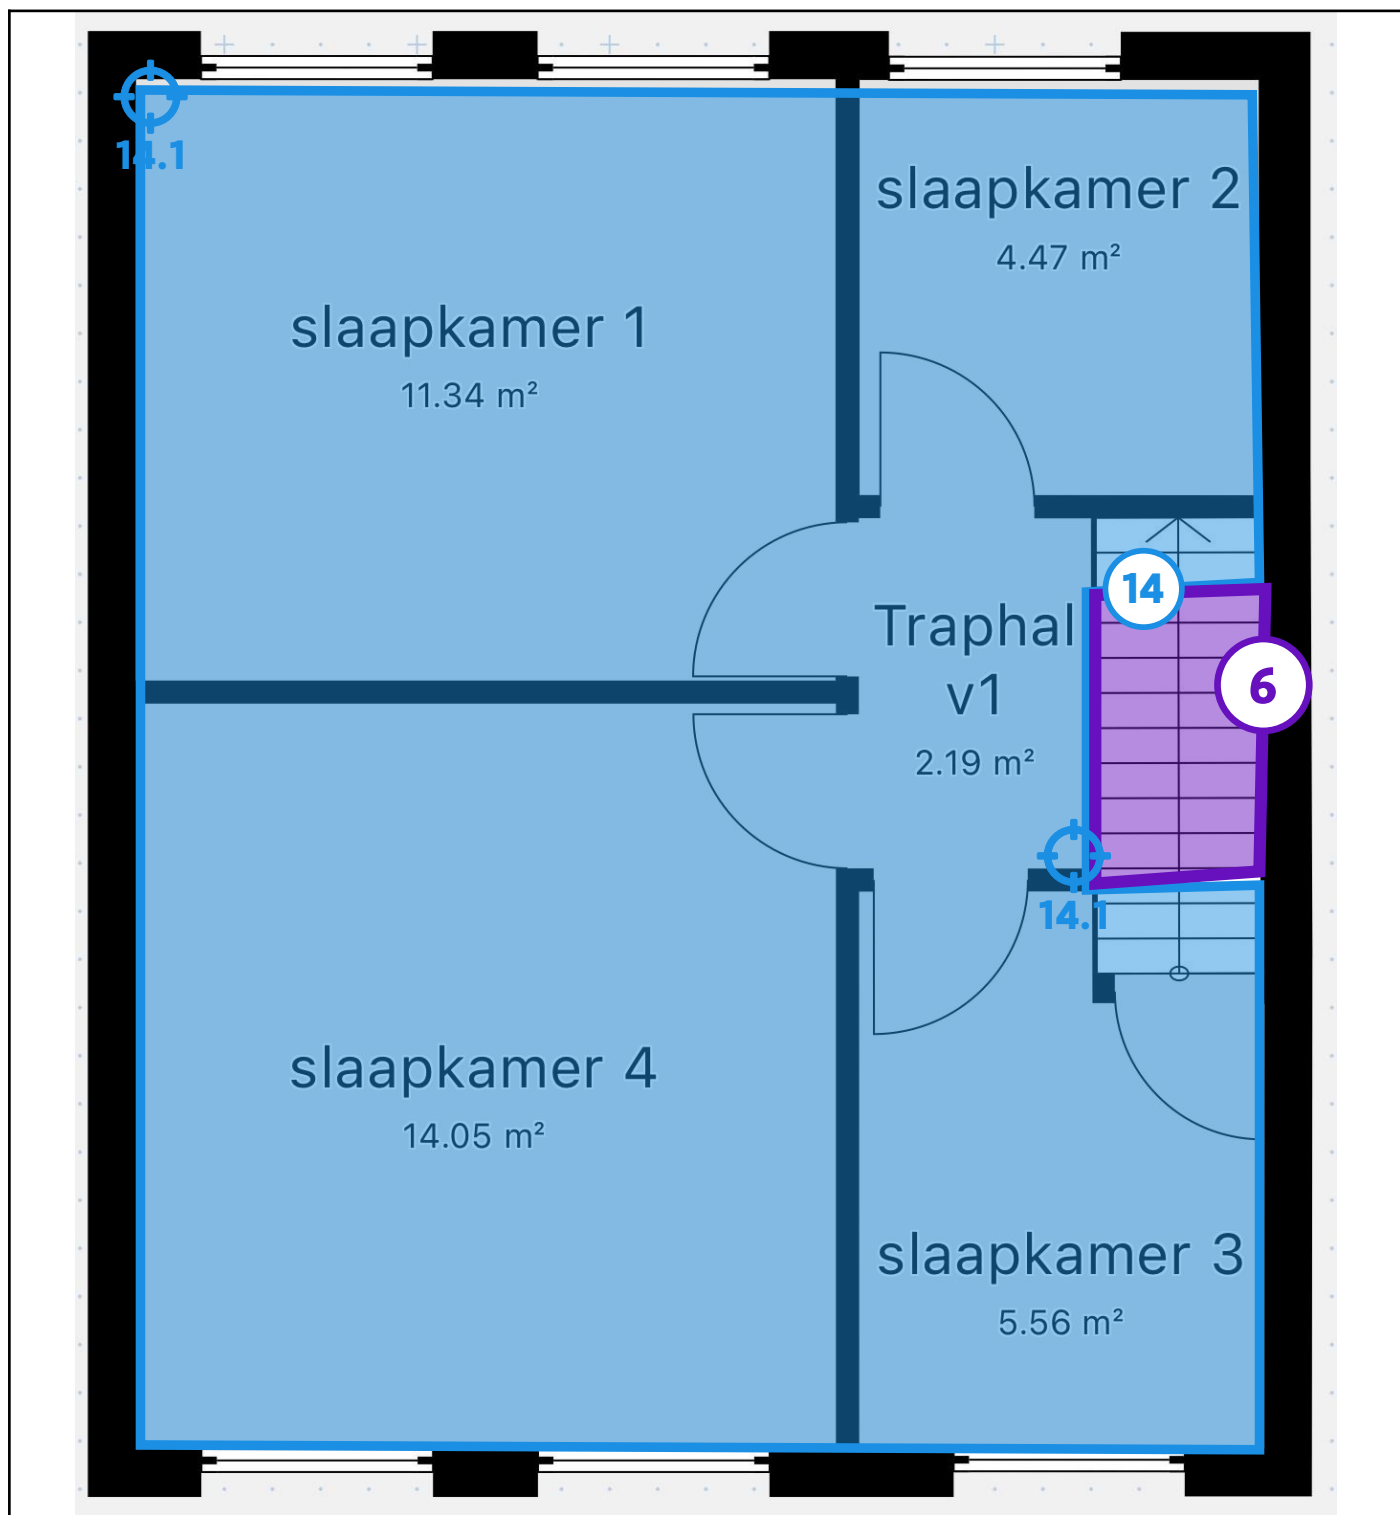 14.1
slaapkamer 2
4.47 m²
slaapkamer 1
11.34 m²
14
Traphal
v1
2.19 m²
6
14.1
slaapkamer 4
14.05 m²
slaapkamer 3
5.56 m²